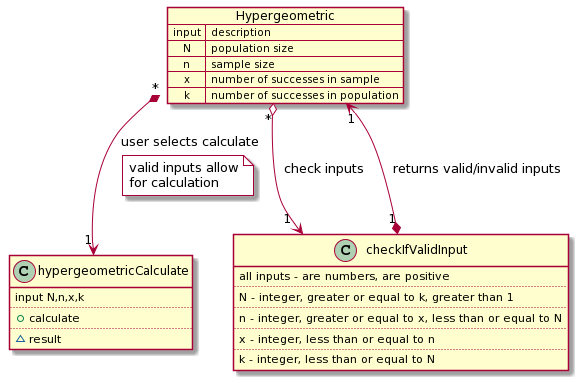 Hypergeometric
input description
N population size
n sample size
x number of successes in sample
k number of successes in population
* * 1
user selects calculate
valid inputs allow
for calculation
check inputs
returns valid/invalid inputs
1 1 1
C hypergeometricCalculate
input N,n,x,k
calculate
result
C checkIfValidInput
all inputs - are numbers, are positive
N - integer, greater or equal to k, greater than 1
n - integer, greater or equal to x, less than or equal to N
x - integer, less than or equal to n
k - integer, less than or equal to N